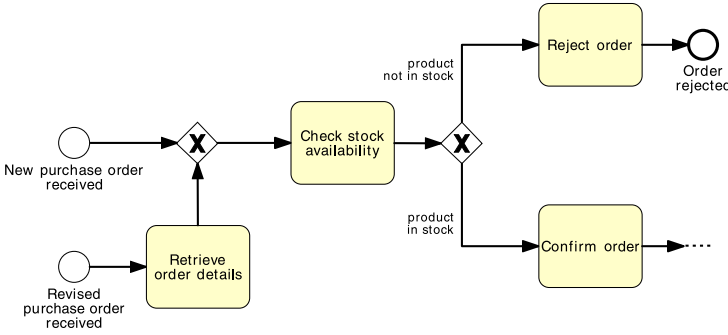 Reject order
product
not in stock
Order
rejected
X
Check stock
availability
X
New purchase order
received
product
in stock
Retrieve
order details
Confirm order
Revised
purchase order
received